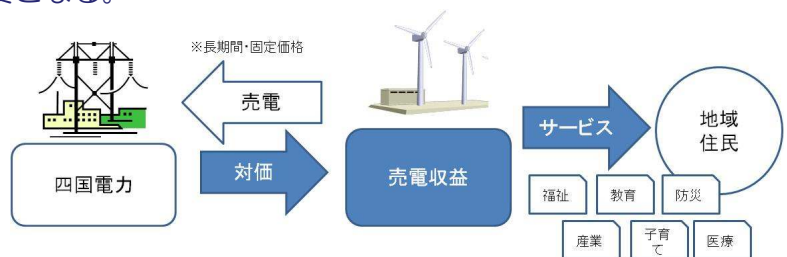 となる。
※長期間・固定価格
売電
対価
四国電力
売電収益
サービス
地域
住民
福祉
教育
防災
産業
子育
て
医療